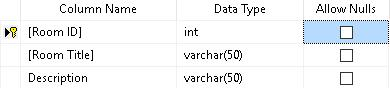 Column Name Data Type Allow Nulls
[Room ID] int
[Room Title] varchar(50)
Description varchar(50)